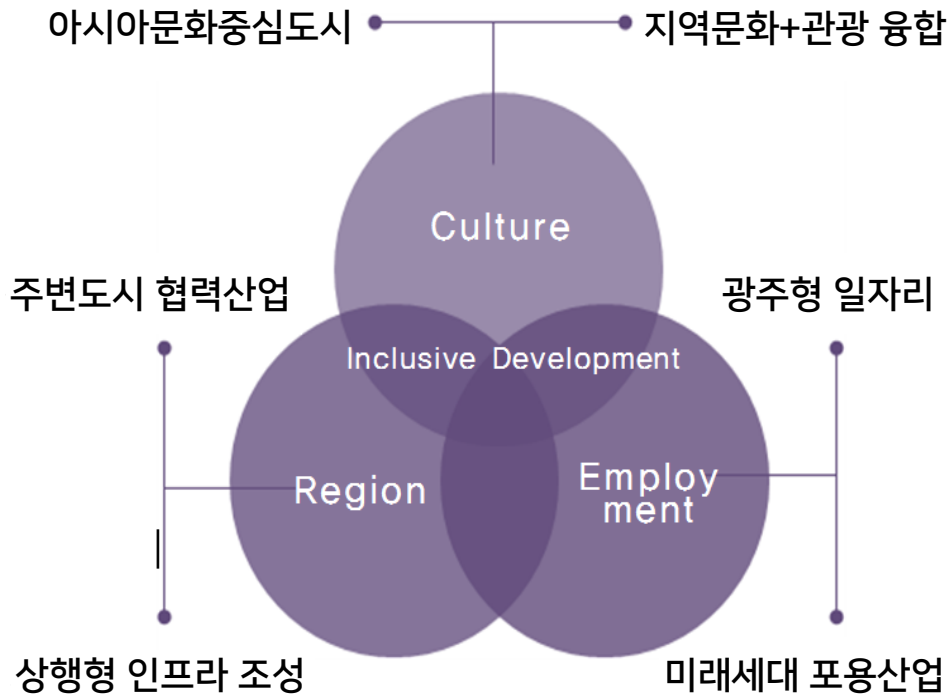 아시아문화중심도시
지역문화+관광 융합
Culture
주변도시 협력산업
광주형 일자리
Inclusive Development
Region
Employ
ment
상행형 인프라 조성
미래세대 포용산업